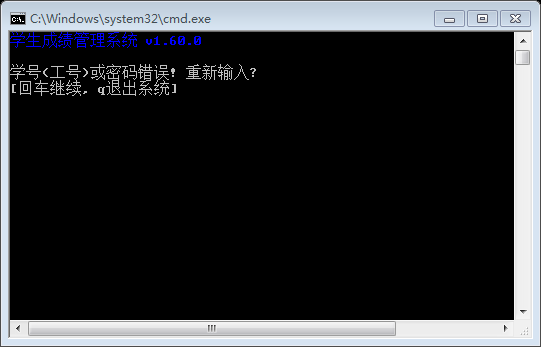 C:\Windows\system32\cmd.exe
学生成绩管理系统 v1.60.0
学号(工号)或密码错误! 重新输入?
[回车继续, q退出系统]